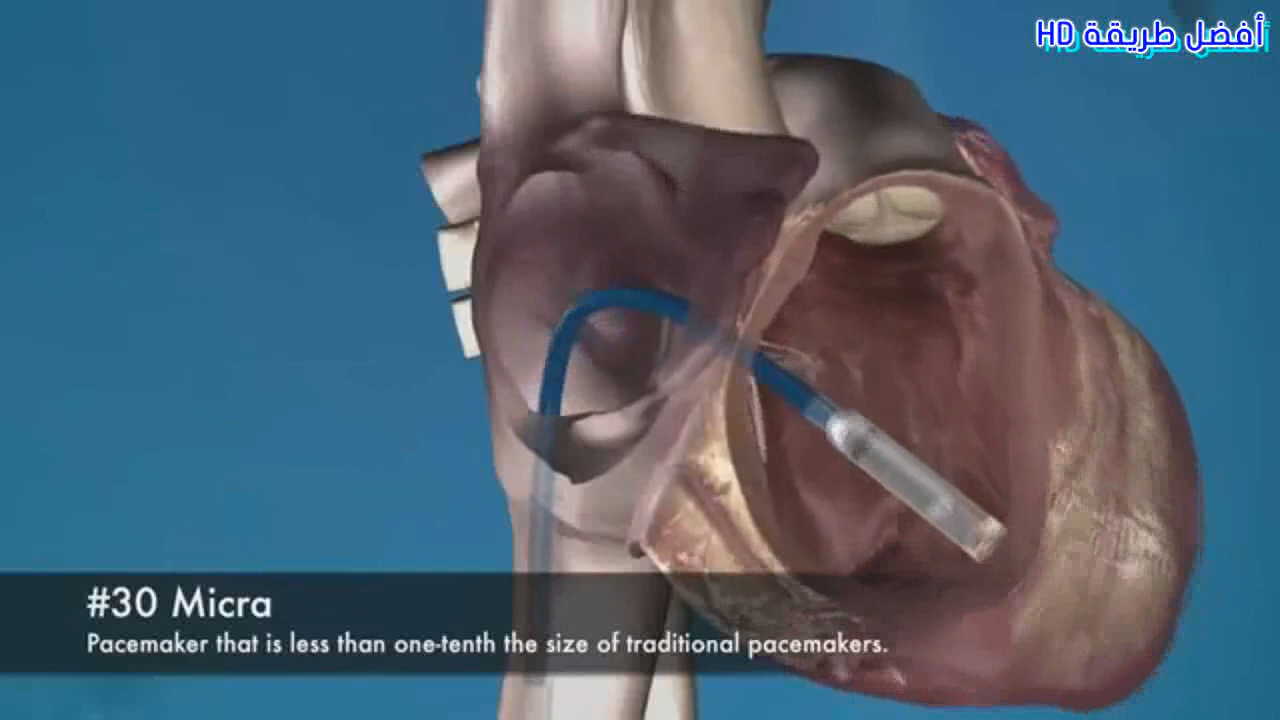 أفضل طريقة HD
#30 Micra
Pacemaker that is less than one-tenth the size of traditional pacemakers.